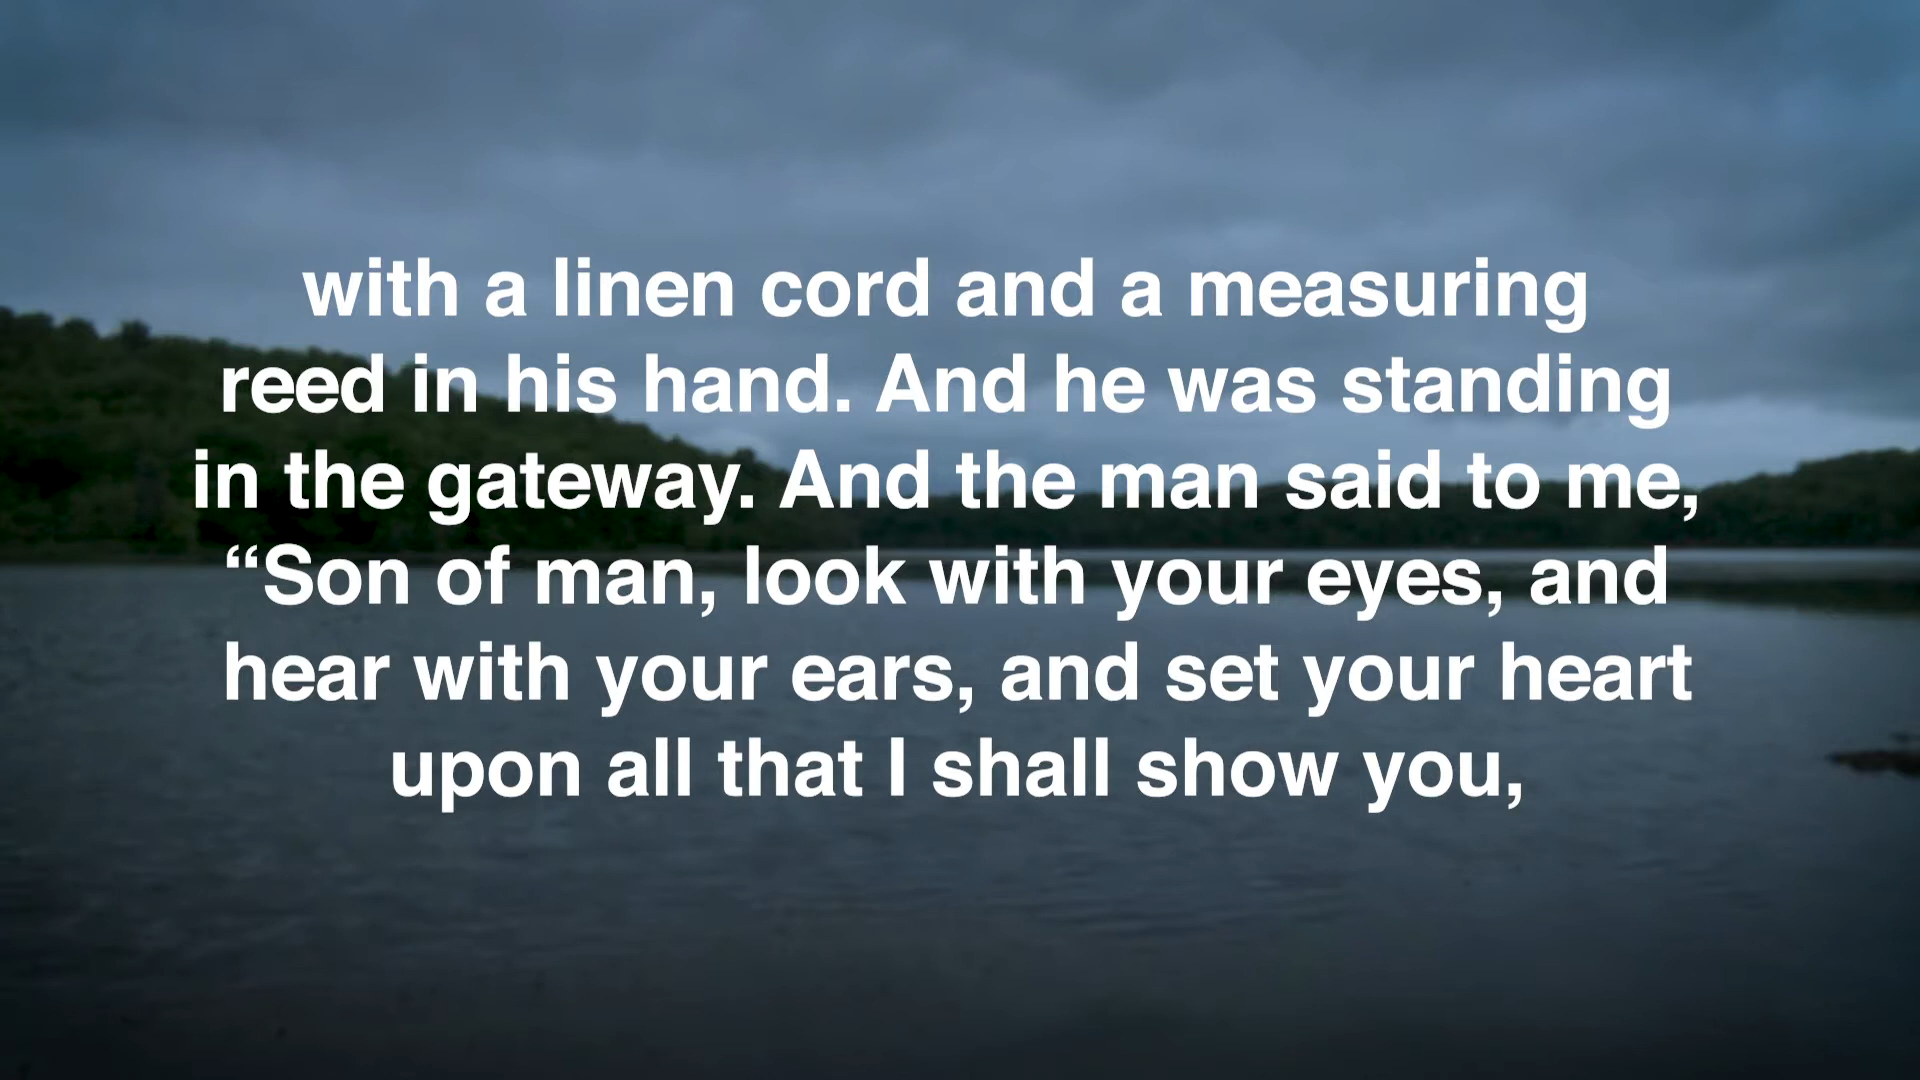 with a linen cord and a measuring
reed in his hand. And he was standing
in the gateway. And the man said to me,
“Son of man, look with your eyes, and
hear with your ears, and set your heart
upon all that I shall show you,